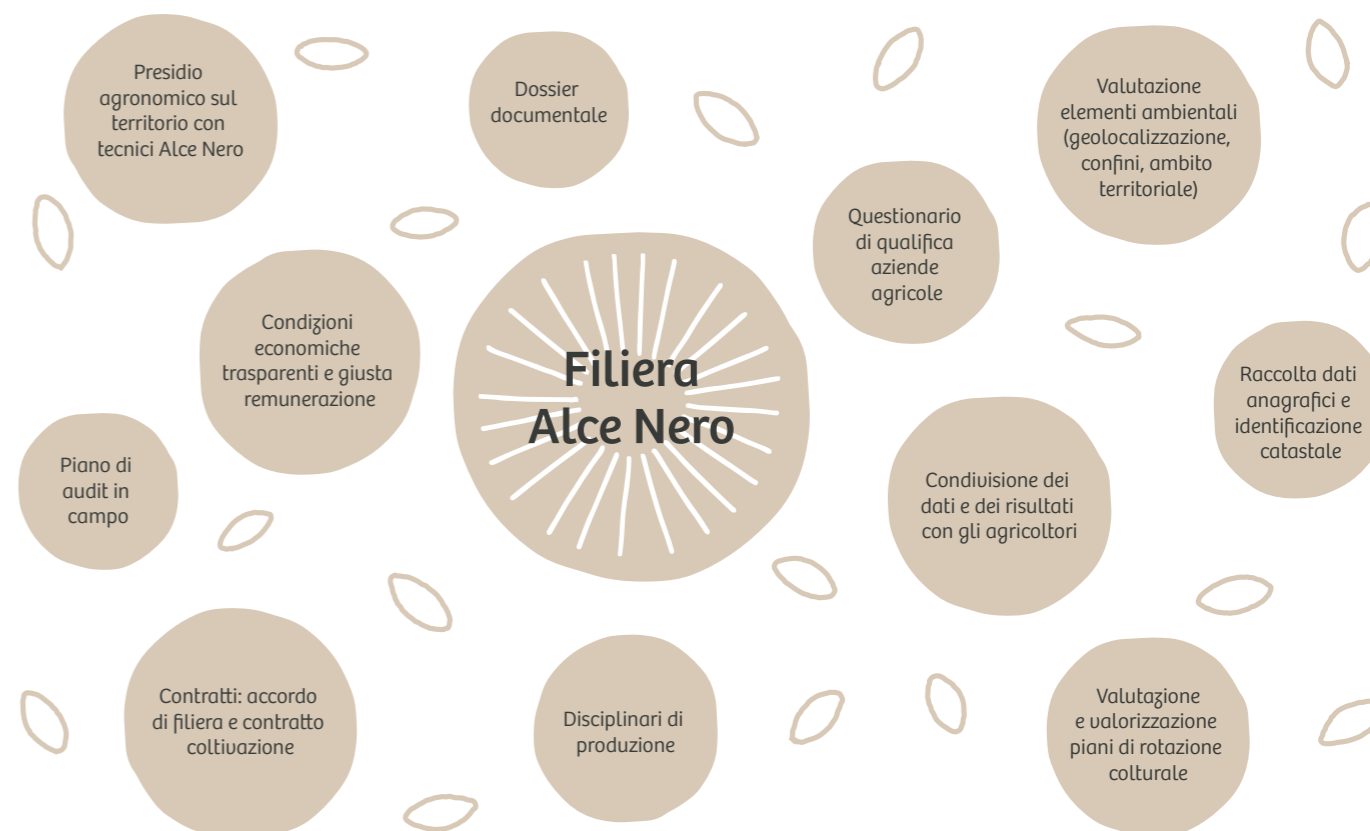 Presidio
agronomico sul
territorio con
tecnici Alce Nero
Dossier
documentale
Valutazione
elementi ambientali
(geolocalizzazione,
confini, ambito
territoriale)
Questionario
di qualifica
aziende
agricole
Condizioni
economiche
trasparenti e giusta
remunerazione
Filiera
Alce Nero
Raccolta dati
anagrafici e
identificazione
catastale
Piano di
audit in
campo
Condivisione dei
dati e dei risultati
con gli agricoltori
Contratti: accordo
di filiera e contratto
coltivazione
Disciplinari di
produzione
Valutazione
e valorizzazione
piani di rotazione
colturale